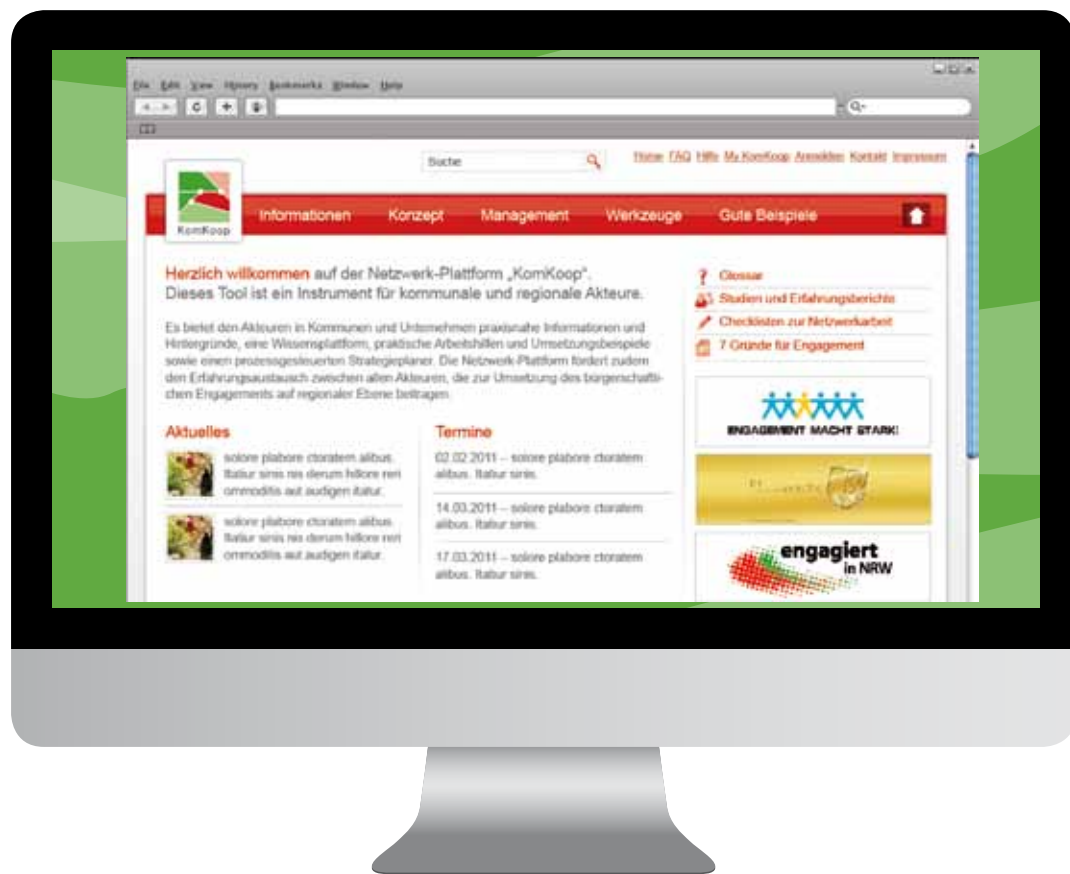 File Edit View History Bookmarks Window Help
Suche
Home FAQ Hilfe My KomKoop Anmelden Kontakt Impressum
KomKoop
Informationen Konzept Management Werkzeuge Gute Beispiele
Herzlich willkommen auf der Netzwerk-Plattform „KomKoop“.
Dieses Tool ist ein Instrument für kommunale und regionale Akteure.
Es bietet den Akteuren in Kommunen und Unternehmen praxisnahe Informationen und
Hintergründe, eine Wissensplattform, praktische Arbeitshilfen und Umsetzungsbeispiele
sowie einen prozessgesteuerten Strategieplaner. Die Netzwerk-Plattform fördert zudem
den Erfahrungsaustausch zwischen allen Akteuren, die zur Umsetzung des bürgerschaftli-
chen Engagements auf regionaler Ebene beitragen.
Aktuelles
solore plabore ctoratem alibus.
Itatur sinis nis derum hillore reri
ommoditis aut audigen itatur.
solore plabore ctoratem alibus.
Itatur sinis nis derum hillore reri
ommoditis aut audigen itatur.
Termine
02.02.2011 – solore plabore ctoratem
alibus. Itatur sinis.
14.03.2011 – solore plabore ctoratem
alibus. Itatur sinis.
17.03.2011 – solore plabore ctoratem
alibus. Itatur sinis.
Glossar
Studien und Erfahrungsberichte
Checklisten zur Netzwerkarbeit
7 Gründe für Engagement
ENGAGEMENT MACHT STARK!
engagiert
in NRW